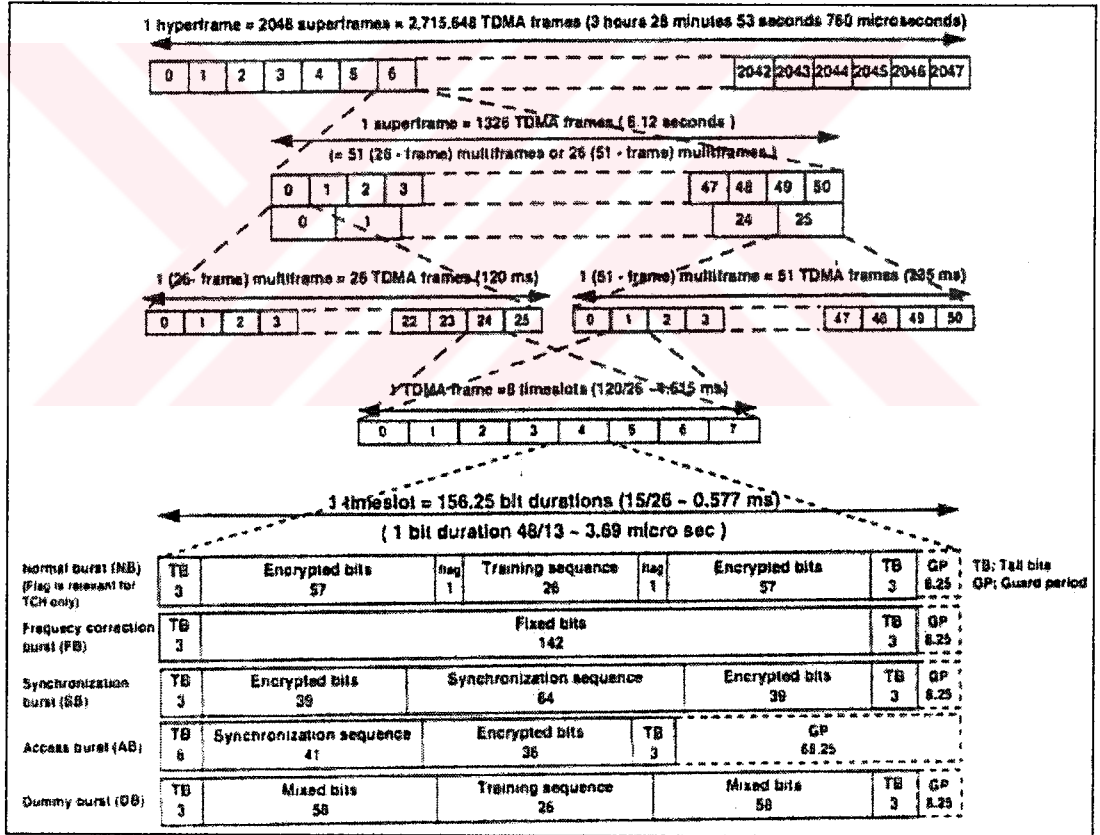 1 hyperframe = 2048 superframes = 2,715.648 TDMA frames (3 hours 28 minutes 53 seconds 760 microseconds)
0 1 2 3 4 5 6 2042 2043 2044 2045 2046 2047
1 superframe = 1326 TDMA frames ( 6.12 seconds )
(= 51 (26 - frame) multiframes or 26 (51 - frame) multiframes )
0 1 2 3 47 48 49 50
0 1 24 25
1 (26- frame) multiframe = 26 TDMA frames (120 ms)
1 (51 - frame) multiframe = 51 TDMA frames (235 ms)
0 1 2 3 22 23 24 25
0 1 2 3 47 48 49 50
1 TDMA frame =8 timeslots (120/26 ~4.615 ms)
0 1 2 3 4 5 6 7
1 timeslot = 156.25 bit durations (15/26 ~ 0.577 ms)
( 1 bit duration 48/13 ~ 3.69 micro sec )
Normal burst (NB)
(Flag is relevant for
TCH only)
TB Encrypted bits flag Training sequence flag Encrypted bits TB GP
3 57 1 26 1 57 3 8.25
TB: Tail bits
GP: Guard period
Frequecy correction
burst (FB)
TB Fixed bits TB GP
3 142 3 8.25
Synchronization
burst (SB)
TB Encrypted bits Synchronization sequence Encrypted bits TB GP
3 39 64 39 3 8.25
Access burst (AB)
TB Synchronization sequence Encrypted bits TB GP
8 41 36 3 68.25
Dummy burst (DB)
TB Mixed bits Training sequence Mixed bits TB GP
3 58 26 58 3 8.25